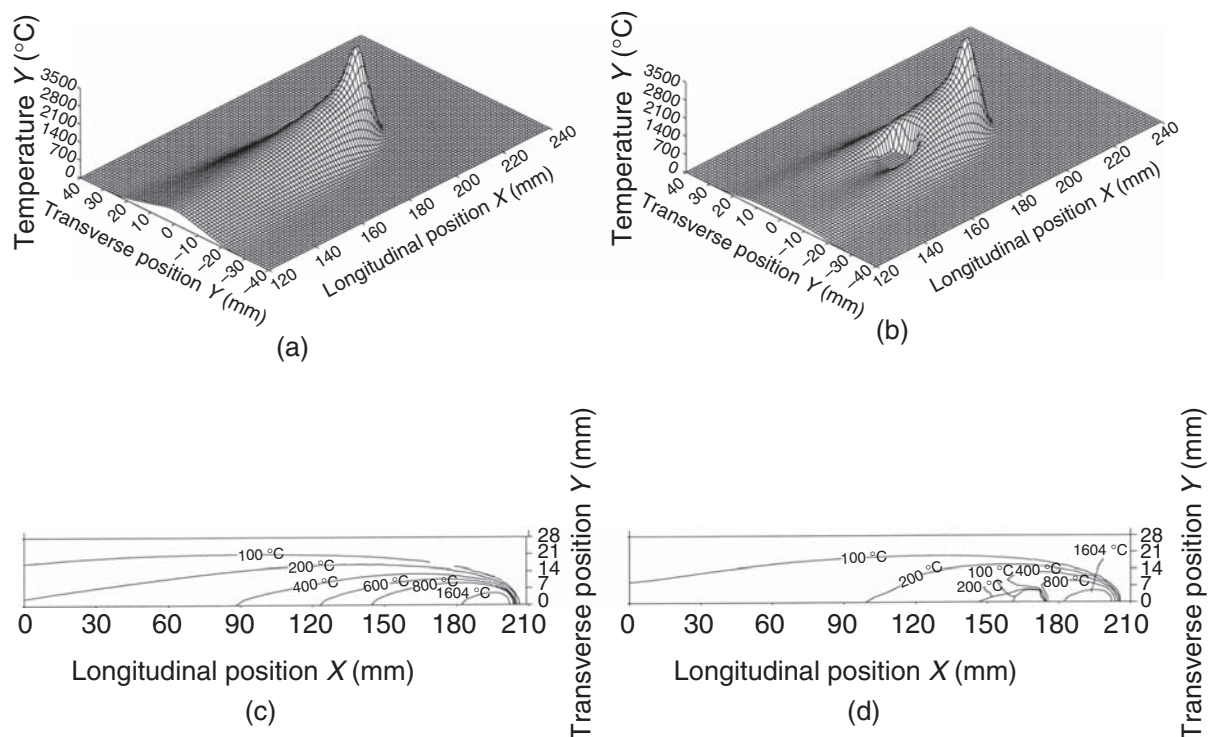 Temperature Y (°C)
3500
2800
2100
1400
700
0
40
30
20
10
0
−10
−20
−30
−40
Transverse position Y (mm)
120
140
160
180
200
220
240
Longitudinal position X (mm)
(a)
Temperature Y (°C)
3500
2800
2100
1400
700
0
40
30
20
10
0
−10
−20
−30
−40
Transverse position Y (mm)
120
140
160
180
200
220
240
Longitudinal position X (mm)
(b)
100 °C
200 °C
400 °C
600 °C
800 °C
1604 °C
28
21
14
7
0
Transverse position Y (mm)
0 30 60 90 120 150 180 210
Longitudinal position X (mm)
(c)
100 °C
200 °C
100 °C
400 °C
200 °C
800 °C
1604 °C
28
21
14
7
0
Transverse position Y (mm)
0 30 60 90 120 150 180 210
Longitudinal position X (mm)
(d)